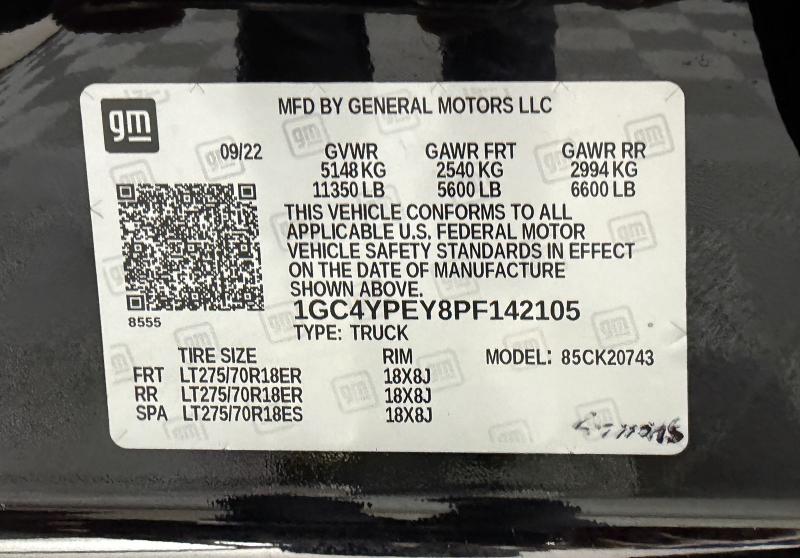 gm
MFD BY GENERAL MOTORS LLC
09/22 GVWR GAWR FRT GAWR RR
5148 KG 2540 KG 2994 KG
11350 LB 5600 LB 6600 LB
THIS VEHICLE CONFORMS TO ALL
APPLICABLE U.S. FEDERAL MOTOR
VEHICLE SAFETY STANDARDS IN EFFECT
ON THE DATE OF MANUFACTURE
SHOWN ABOVE.
1GC4YPEY8PF142105
8555
TYPE: TRUCK
TIRE SIZE RIM MODEL: 85CK20743
FRT LT275/70R18ER 18X8J
RR LT275/70R18ER 18X8J
SPA LT275/70R18ES 18X8J